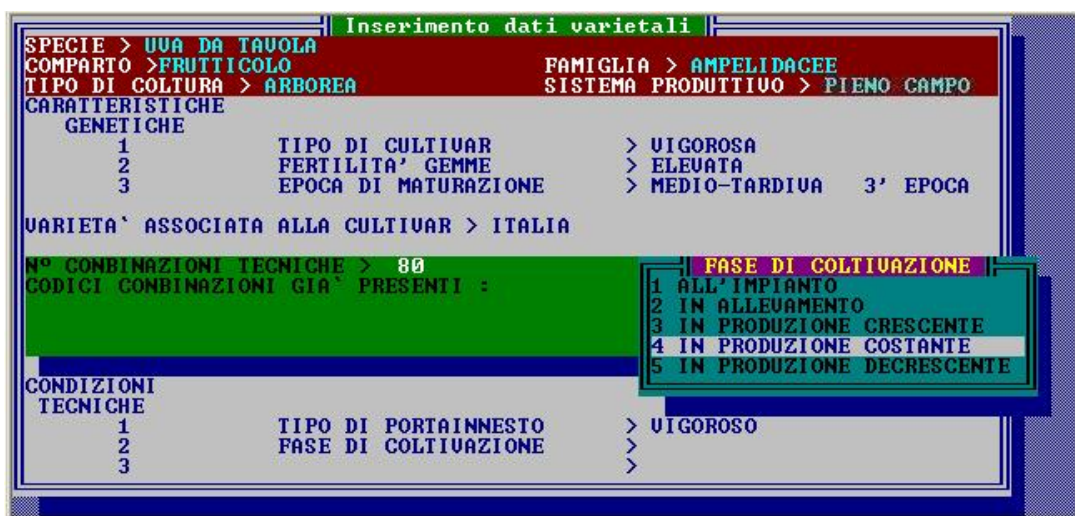 Inserimento dati varietali
SPECIE > UVA DA TAVOLA
COMPARTO >FRUTTICOLO FAMIGLIA > AMPELIDACEE
TIPO DI COLTURA > ARBOREA SISTEMA PRODUTTIVO > PIENO CAMPO
CARATTERISTICHE
GENETICHE
1 TIPO DI CULTIVAR > VIGOROSA
2 FERTILITA' GEMME > ELEVATA
3 EPOCA DI MATURAZIONE > MEDIO-TARDIVA 3' EPOCA
VARIETA` ASSOCIATA ALLA CULTIVAR > ITALIA
N° CONBINAZIONI TECNICHE > 80
CODICI CONBINAZIONI GIA` PRESENTI :
FASE DI COLTIVAZIONE
1 ALL'IMPIANTO
2 IN ALLEVAMENTO
3 IN PRODUZIONE CRESCENTE
4 IN PRODUZIONE COSTANTE
5 IN PRODUZIONE DECRESCENTE
CONDIZIONI
TECNICHE
1 TIPO DI PORTAINNESTO > VIGOROSO
2 FASE DI COLTIVAZIONE >
3 >